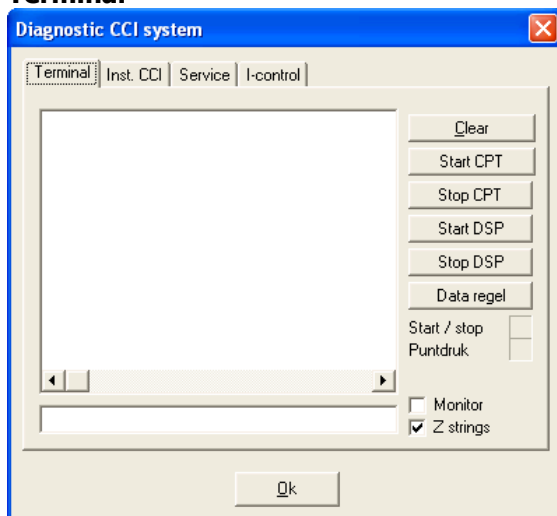 Terminal
Diagnostic CCI system
Terminal Inst. CCI Service I-control
Clear
Start CPT
Stop CPT
Start DSP
Stop DSP
Data regel
Start / stop
Puntdruk
Monitor
Z strings
Ok